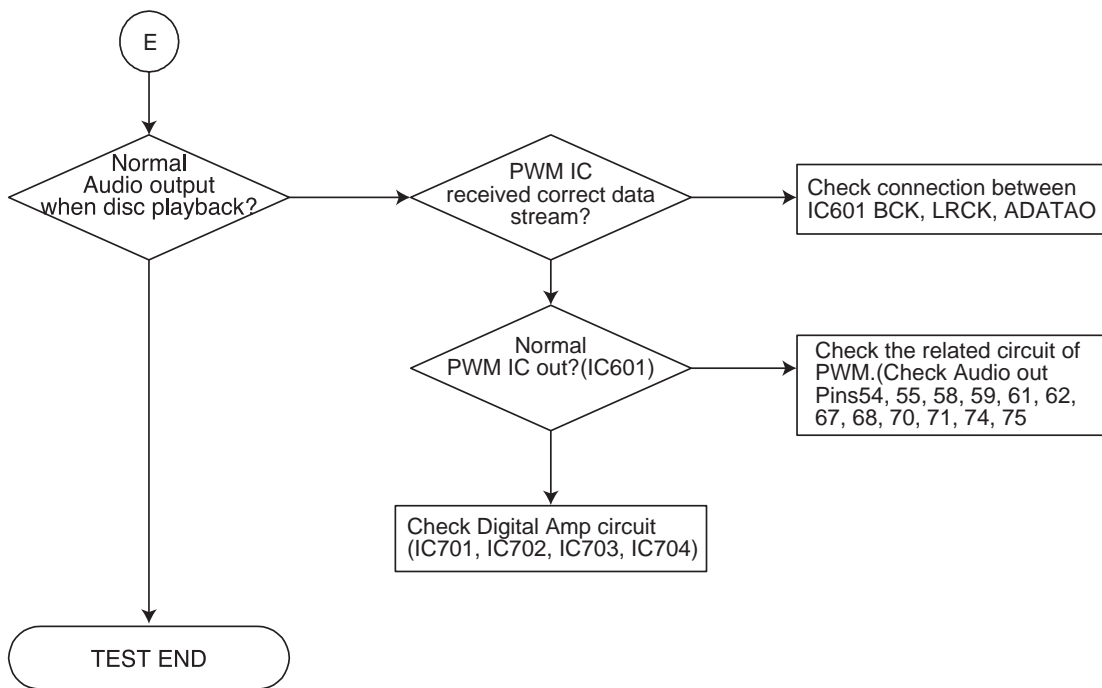 E
Normal
Audio output
when disc playback?
PWM IC
received correct data
stream?
Check connection between
IC601 BCK, LRCK, ADATAO
Normal
PWM IC out?(IC601)
Check the related circuit of
PWM.(Check Audio out
Pins54, 55, 58, 59, 61, 62,
67, 68, 70, 71, 74, 75
Check Digital Amp circuit
(IC701, IC702, IC703, IC704)
TEST END